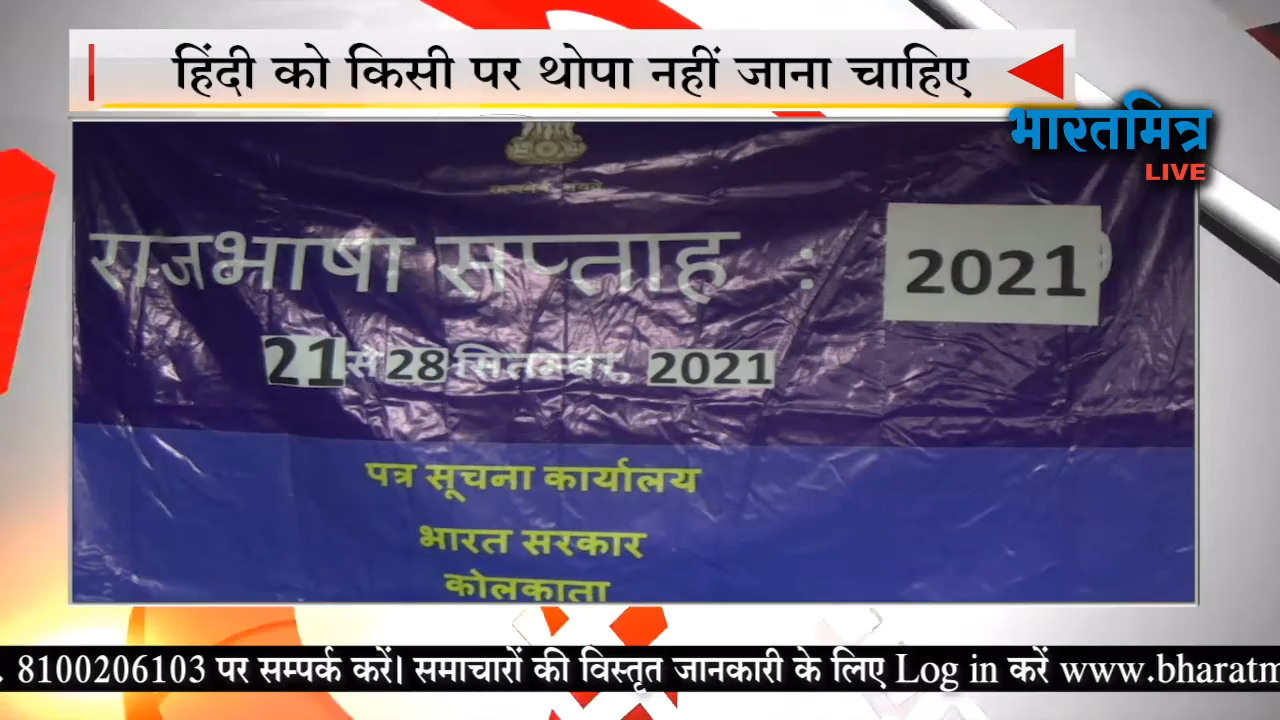 हिंदी को किसी पर थोपा नहीं जाना चाहिए
भारतमित्र
LIVE
राजभाषा सप्ताह : 2021
21 से 28 सितम्बर, 2021
पत्र सूचना कार्यालय
भारत सरकार
कोलकाता
8100206103 पर सम्पर्क करें। समाचारों की विस्तृत जानकारी के लिए Log in करें www.bharatm